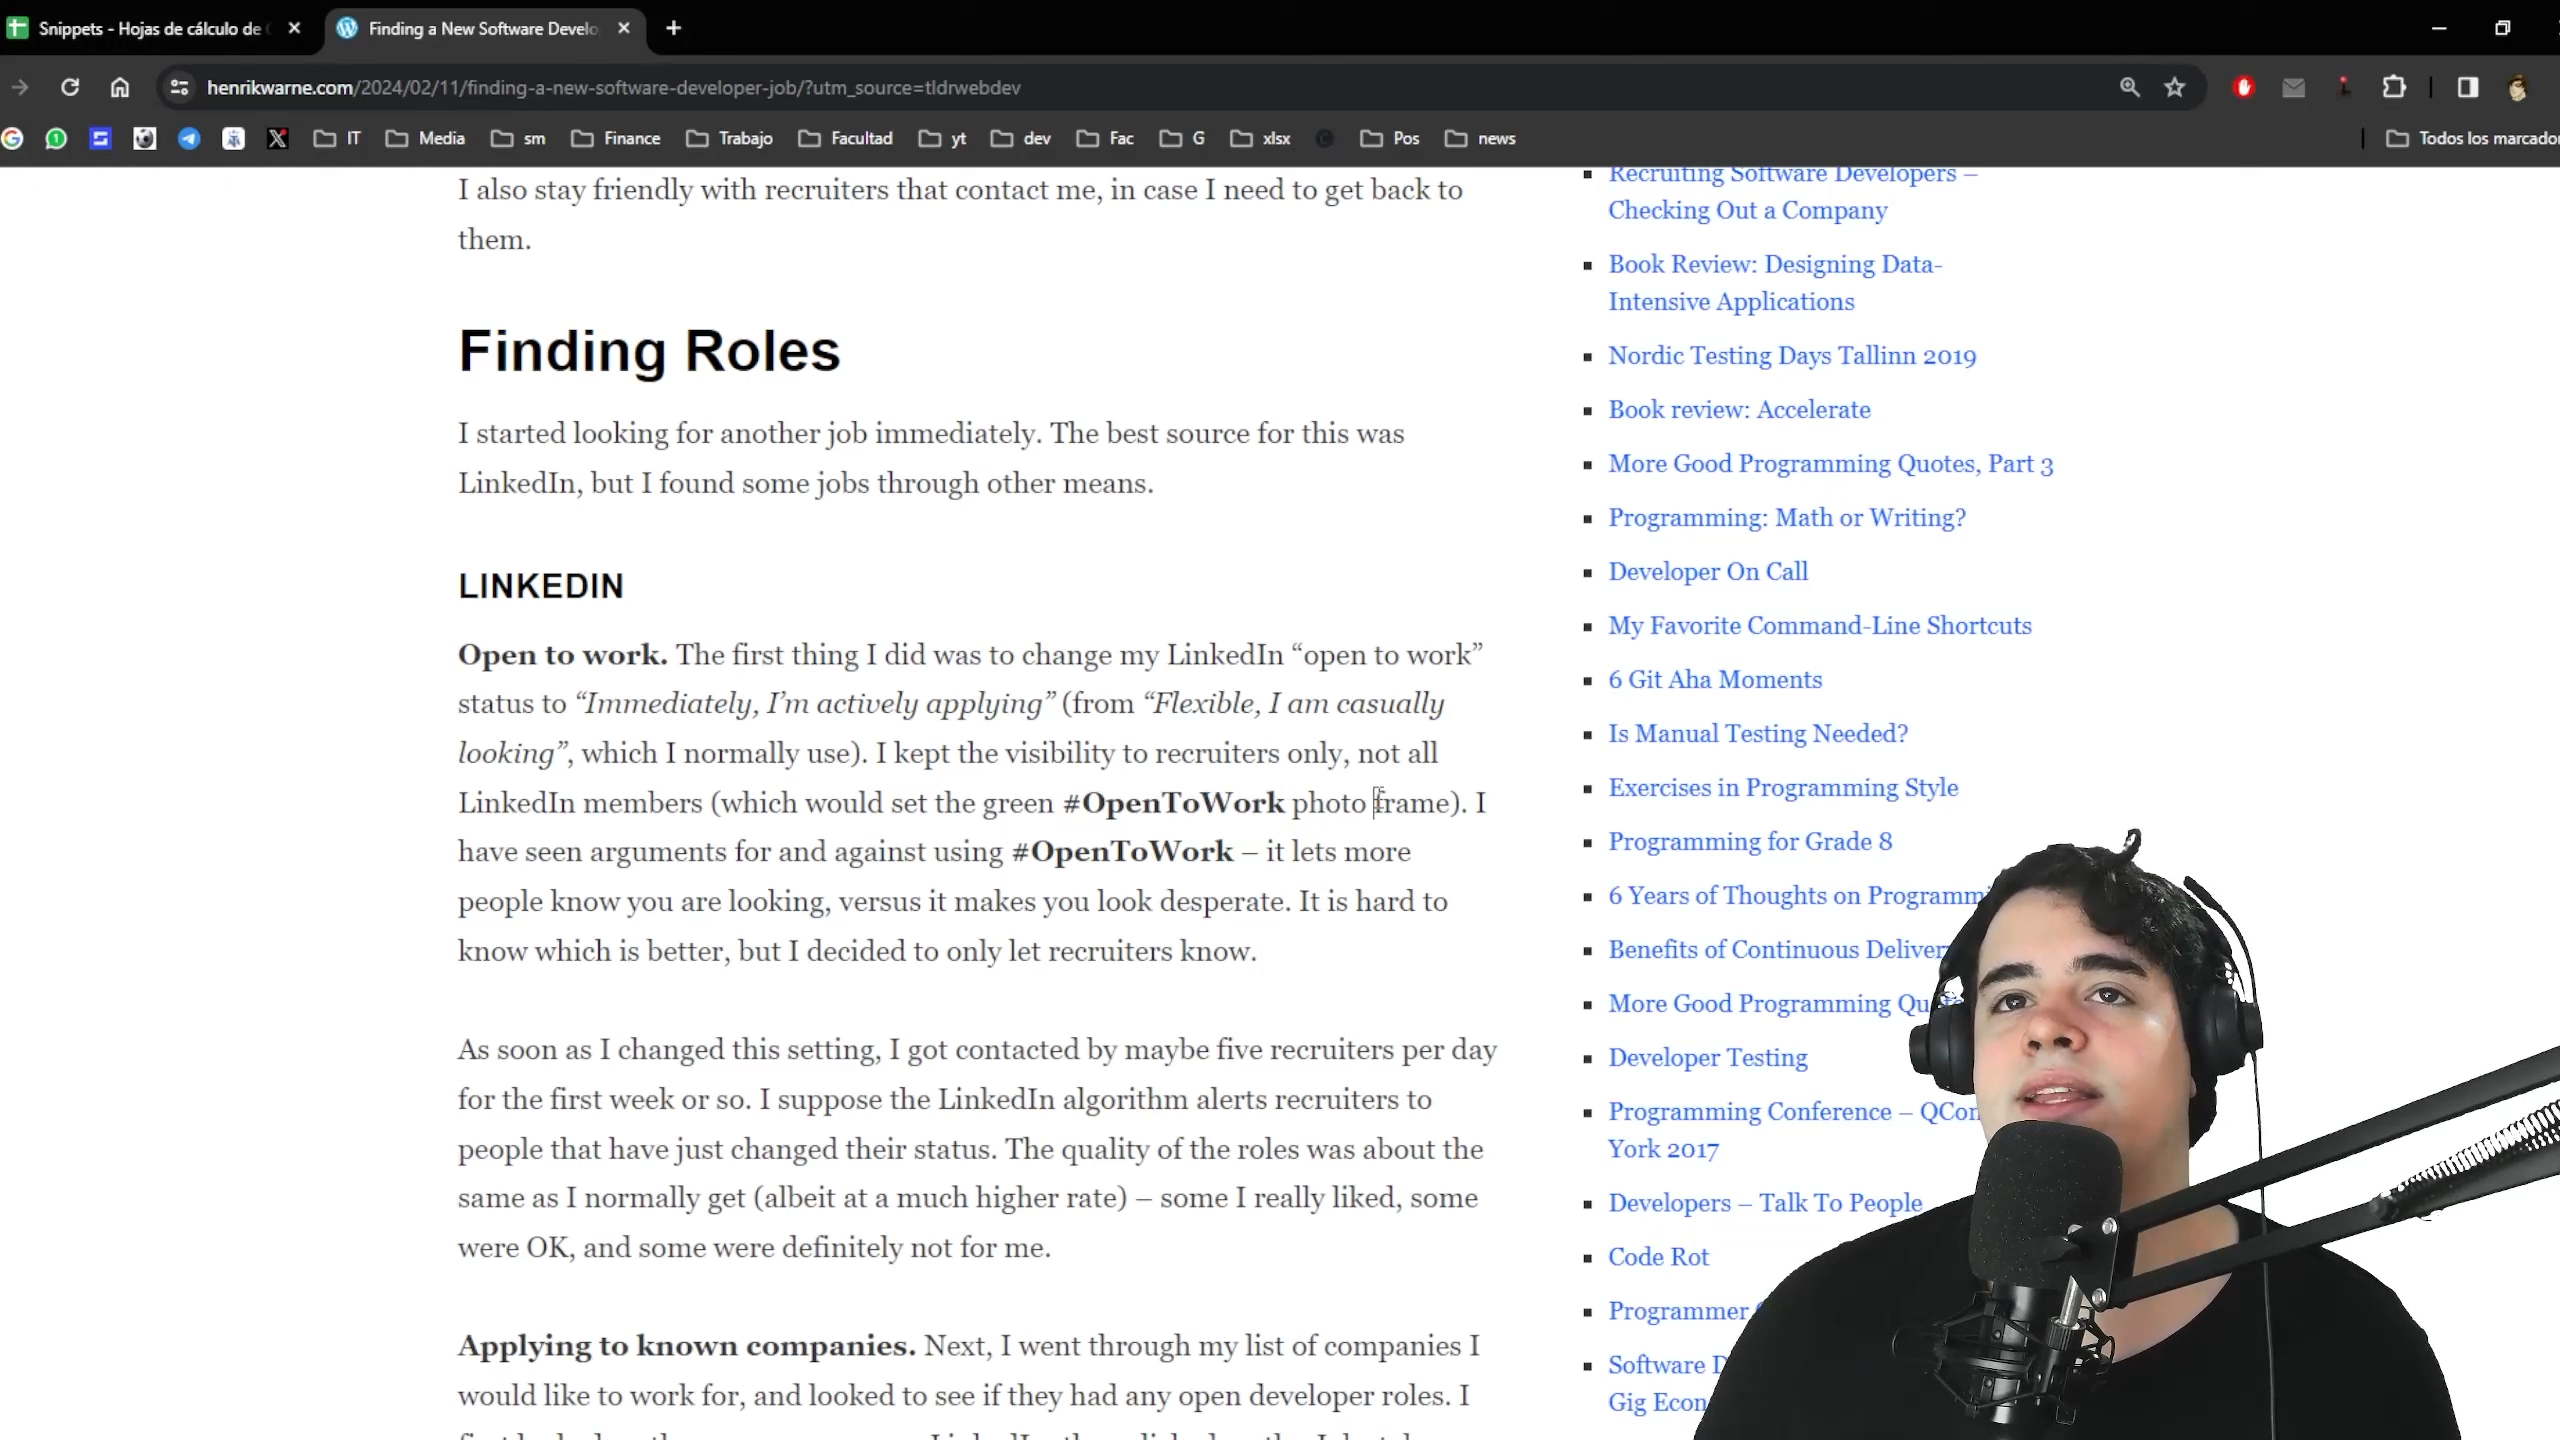 Snippets - Hojas de cálculo de
Finding a New Software Develo
henrikwarne.com/2024/02/11/finding-a-new-software-developer-job/?utm_source=tldrwebdev
IT
Media
sm
Finance
Trabajo
Facultad
yt
dev
Fac
G
xlsx
Pos
news
Todos los marcador
I also stay friendly with recruiters that contact me, in case I need to get back to
them.
Finding Roles
I started looking for another job immediately. The best source for this was
LinkedIn, but I found some jobs through other means.
LINKEDIN
Open to work. The first thing I did was to change my LinkedIn “open to work”
status to “Immediately, I’m actively applying” (from “Flexible, I am casually
looking”, which I normally use). I kept the visibility to recruiters only, not all
LinkedIn members (which would set the green #OpenToWork photo frame). I
have seen arguments for and against using #OpenToWork – it lets more
people know you are looking, versus it makes you look desperate. It is hard to
know which is better, but I decided to only let recruiters know.
As soon as I changed this setting, I got contacted by maybe five recruiters per day
for the first week or so. I suppose the LinkedIn algorithm alerts recruiters to
people that have just changed their status. The quality of the roles was about the
same as I normally get (albeit at a much higher rate) – some I really liked, some
were OK, and some were definitely not for me.
Applying to known companies. Next, I went through my list of companies I
would like to work for, and looked to see if they had any open developer roles. I
Recruiting Software Developers –
Checking Out a Company
Book Review: Designing Data-
Intensive Applications
Nordic Testing Days Tallinn 2019
Book review: Accelerate
More Good Programming Quotes, Part 3
Programming: Math or Writing?
Developer On Call
My Favorite Command-Line Shortcuts
6 Git Aha Moments
Is Manual Testing Needed?
Exercises in Programming Style
Programming for Grade 8
6 Years of Thoughts on Programmi
Benefits of Continuous Deliver
More Good Programming Quo
Developer Testing
Programming Conference – QCon
York 2017
Developers – Talk To People
Code Rot
Programmer
Software D
Gig Econ